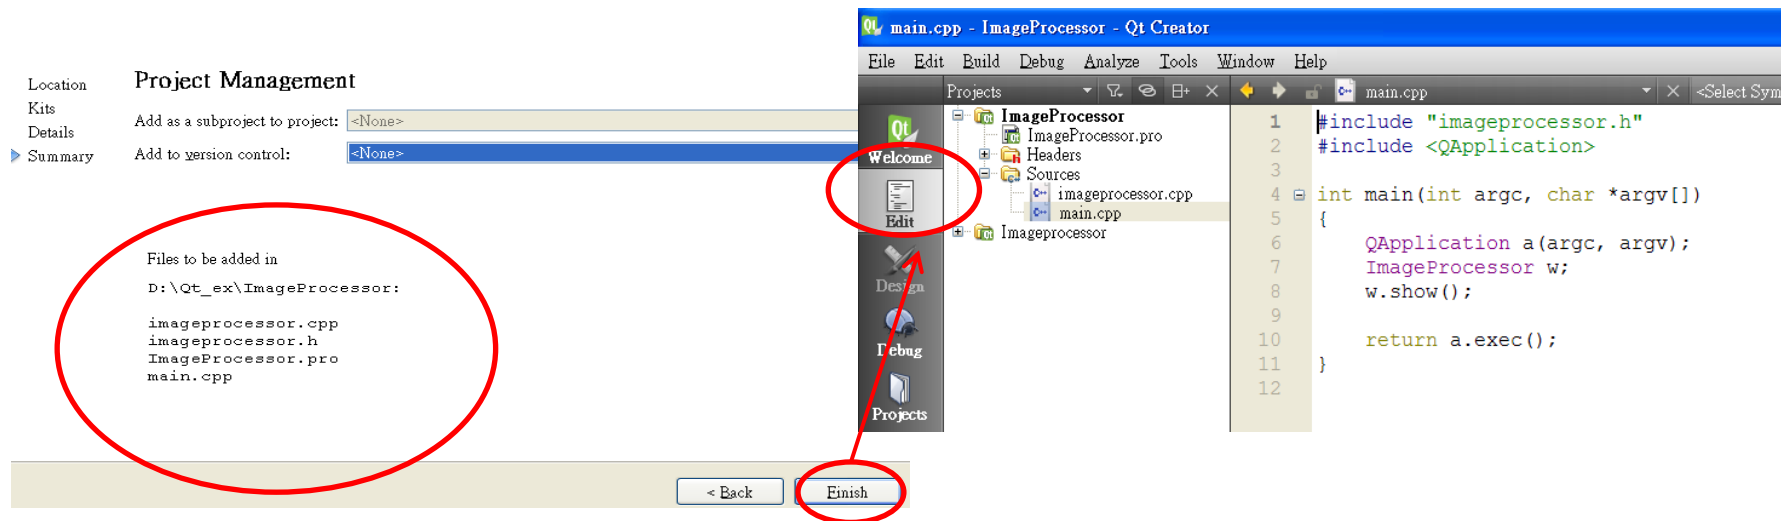 Project Management
Location
Kits
Details
Summary
Add as a subproject to project: <None>
Add to version control: <None>
Files to be added in
D:\Qt_ex\ImageProcessor:
imageprocessor.cpp
imageprocessor.h
ImageProcessor.pro
main.cpp
< Back
Finish
main.cpp - ImageProcessor - Qt Creator
File Edit Build Debug Analyze Tools Window Help
Projects
main.cpp
<Select Sym
Welcome
Edit
Design
Debug
Projects
ImageProcessor
ImageProcessor.pro
Headers
Sources
imageprocessor.cpp
main.cpp
Imageprocessor
1 #include "imageprocessor.h"
2 #include <QApplication>
3
4 int main(int argc, char *argv[])
5 {
6 QApplication a(argc, argv);
7 ImageProcessor w;
8 w.show();
9
10 return a.exec();
11 }
12